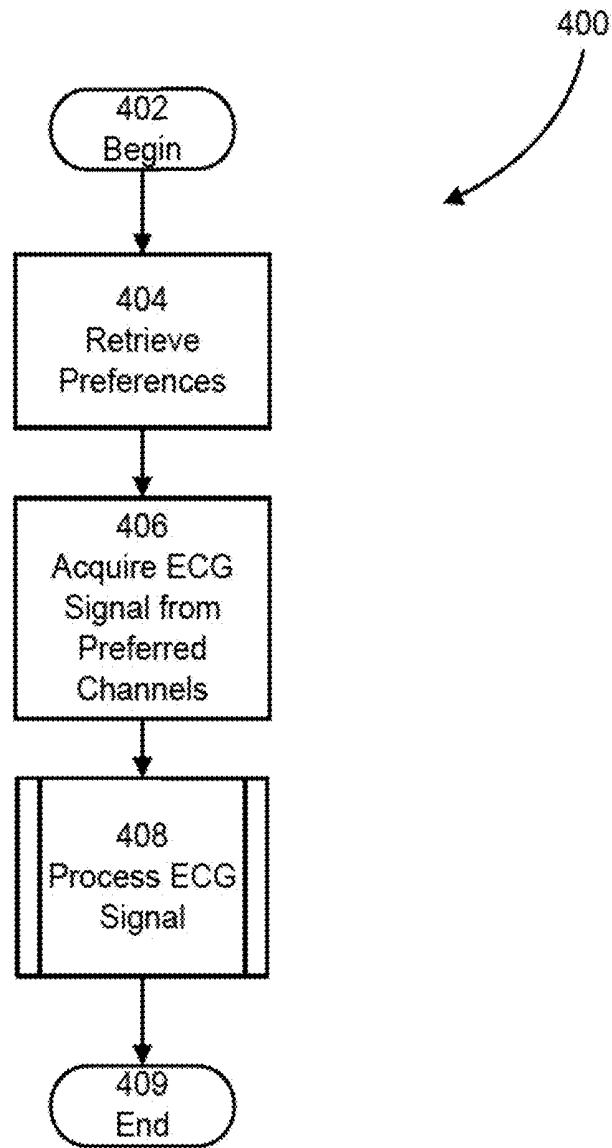 400
402
Begin
404
Retrieve
Preferences
406
Acquire ECG
Signal from
Preferred
Channels
408
Process ECG
Signal
409
End